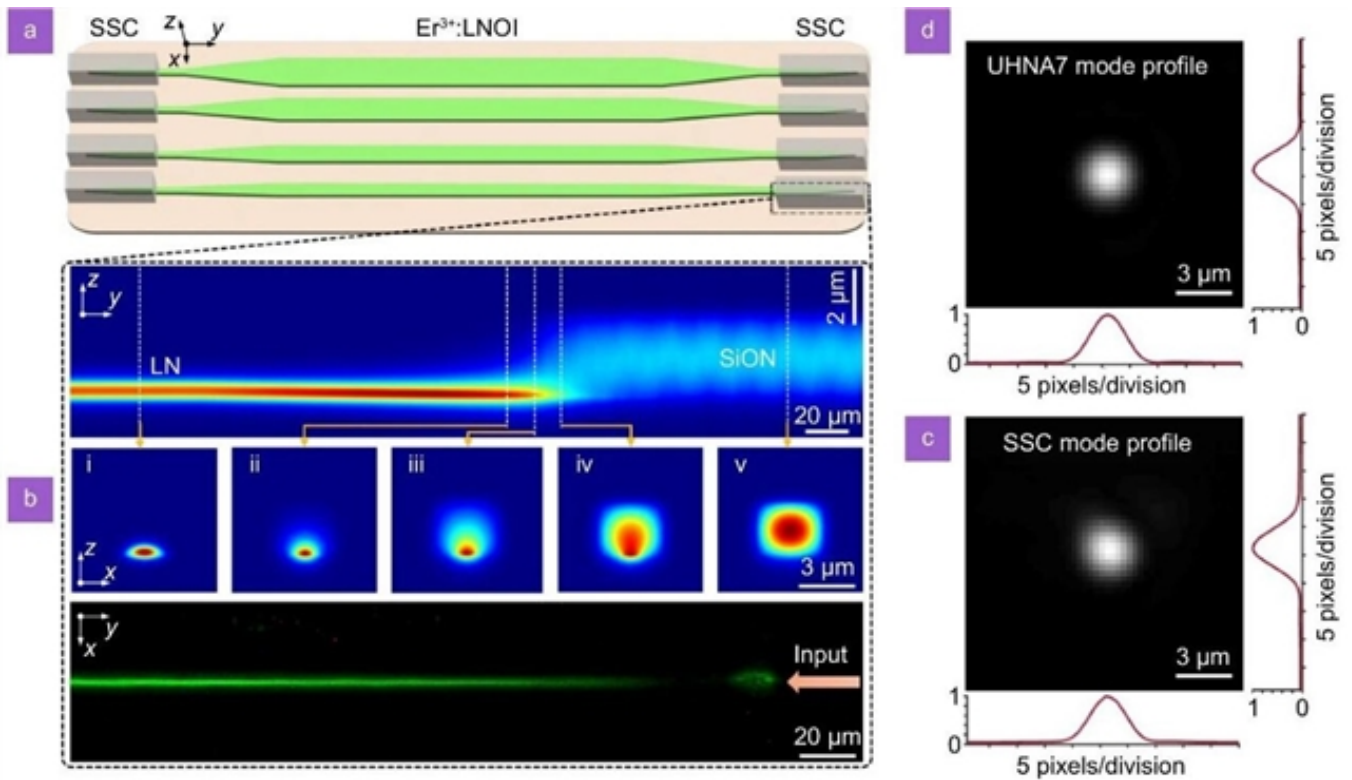 a
SSC
Er³⁺:LNOI
SSC
z
y
x
z
y
2 µm
LN
SiON
20 µm
b
i
ii
iii
iv
v
z
x
3 µm
y
x
Input
20 µm
d
UHNA7 mode profile
3 µm
5 pixels/division
1
0
1
0
5 pixels/division
c
SSC mode profile
3 µm
5 pixels/division
1
0
1
0
5 pixels/division